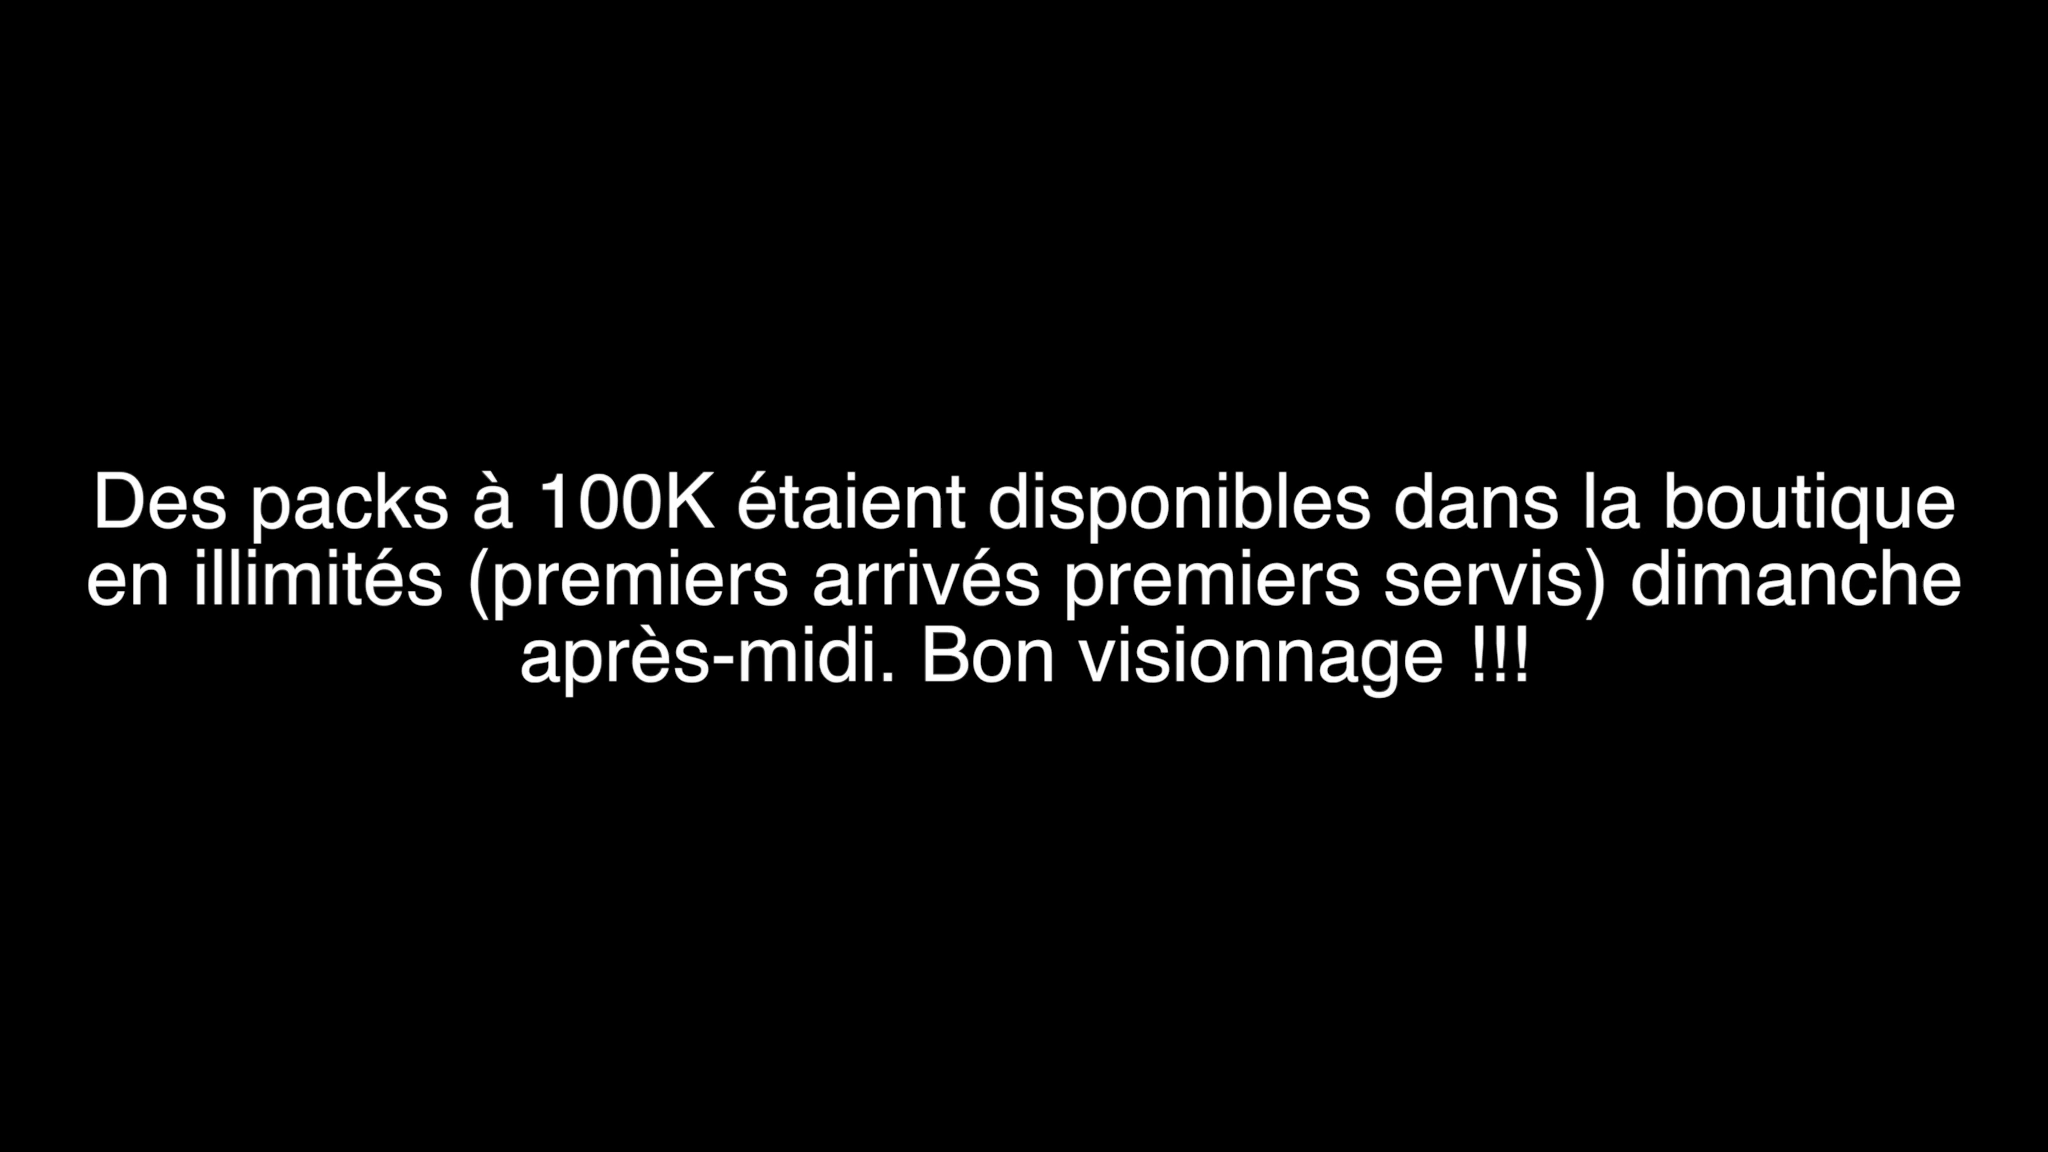 Des packs à 100K étaient disponibles dans la boutique
en illimités (premiers arrivés premiers servis) dimanche
après-midi. Bon visionnage !!!